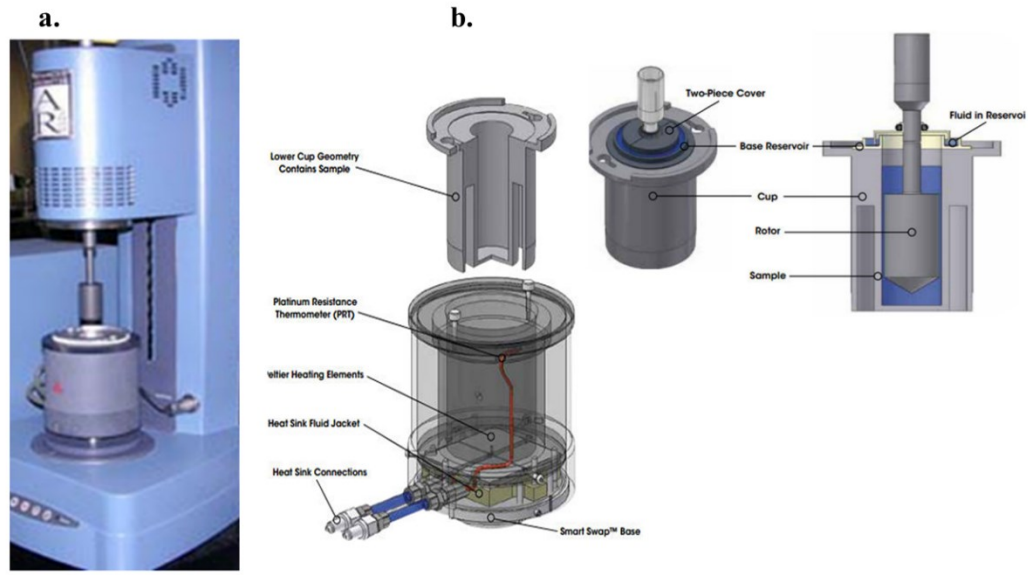 a.
b.
AR
Two-Piece Cover
Fluid in Reservoi
Base Reservoir
Lower Cup Geometry
Contains Sample
Cup
Rotor
Sample
Platinum Resistance
Thermometer (PRT)
eltier Heating Elements
Heat Sink Fluid Jacket
Heat Sink Connections
Smart Swap™ Base